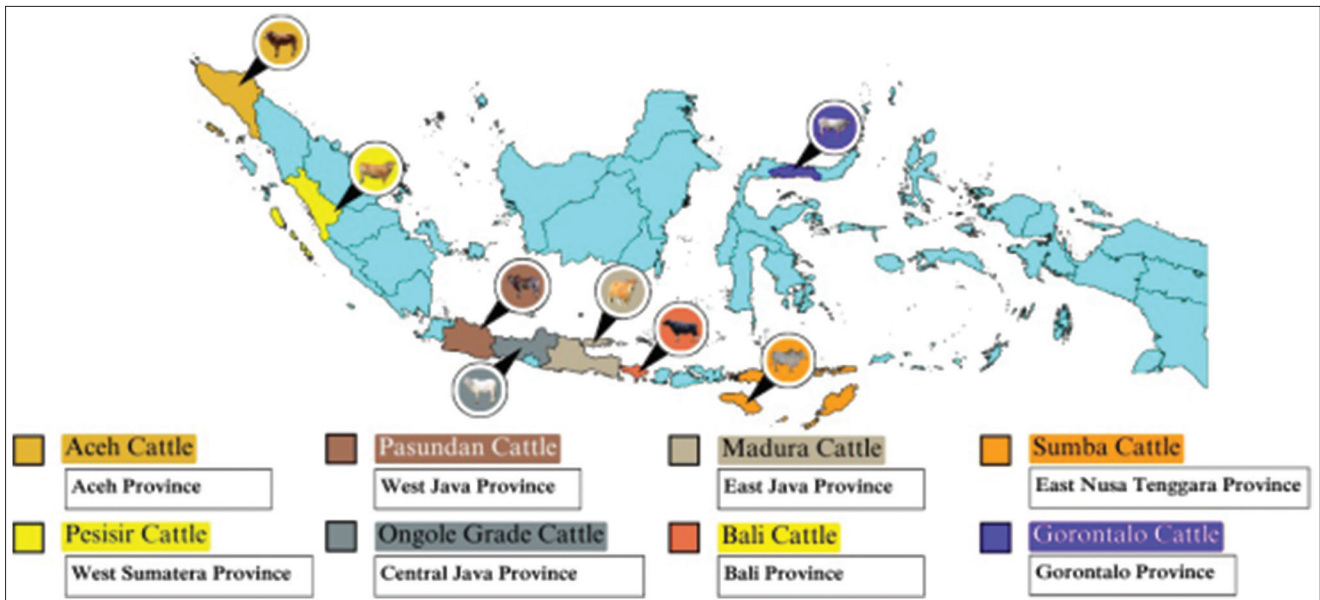 Aceh Cattle
Aceh Province
Pasundan Cattle
West Java Province
Madura Cattle
East Java Province
Sumba Cattle
East Nusa Tenggara Province
Pesisir Cattle
West Sumatera Province
Ongole Grade Cattle
Central Java Province
Bali Cattle
Bali Province
Gorontalo Cattle
Gorontalo Province